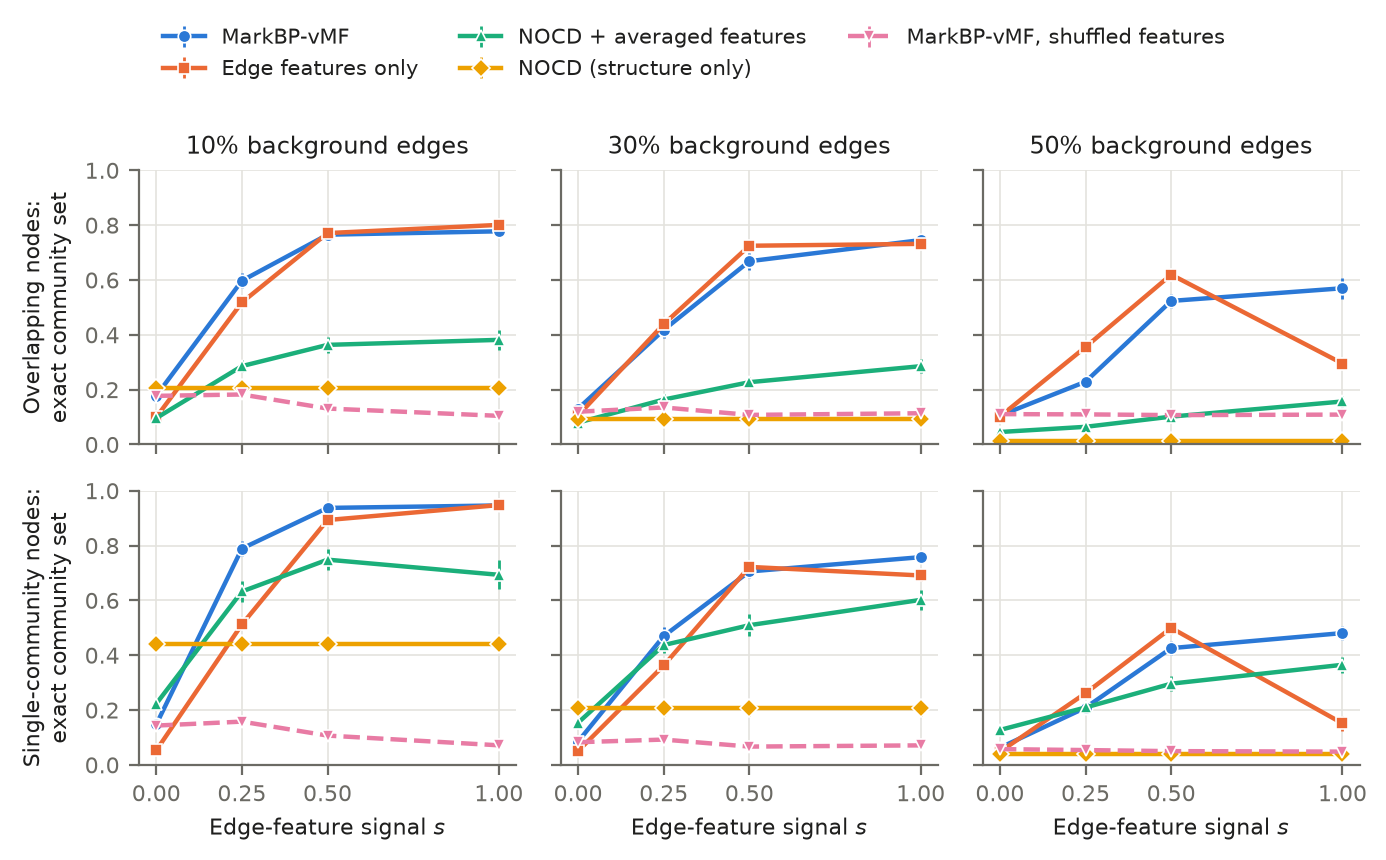 MarkBP-vMF
NOCD + averaged features
MarkBP-vMF, shuffled features
Edge features only
NOCD (structure only)
10% background edges
30% background edges
50% background edges
Overlapping nodes:
exact community set
1.0
0.8
0.6
0.4
0.2
0.0
Single-community nodes:
exact community set
1.0
0.8
0.6
0.4
0.2
0.0
0.00 0.25 0.50 1.00
0.00 0.25 0.50 1.00
0.00 0.25 0.50 1.00
Edge-feature signal s
Edge-feature signal s
Edge-feature signal s